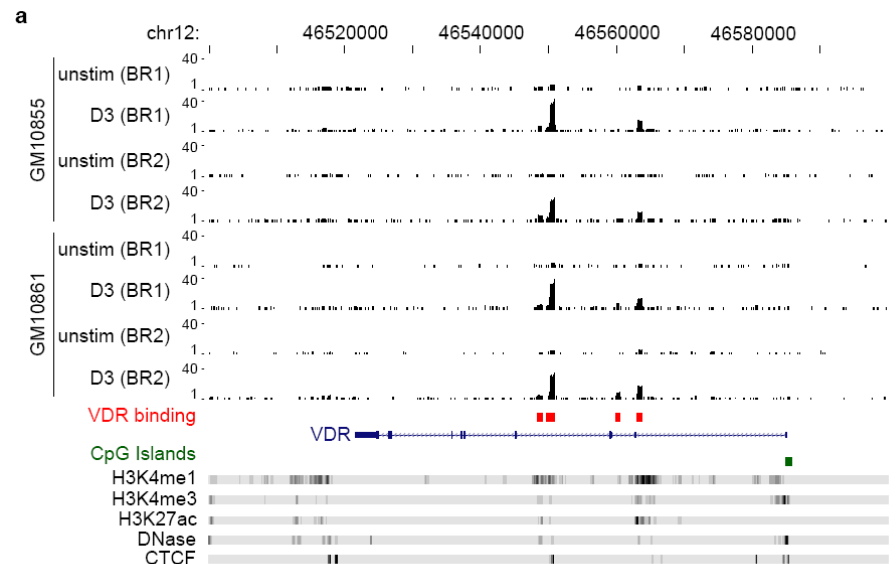 a
chr12: 46520000 46540000 46560000 46580000
GM10855
unstim (BR1) 40 1
D3 (BR1) 40 1
unstim (BR2) 40 1
D3 (BR2) 40 1
GM10861
unstim (BR1) 40 1
D3 (BR1) 40 1
unstim (BR2) 40 1
D3 (BR2) 40 1
VDR binding
VDR
CpG Islands
H3K4me1
H3K4me3
H3K27ac
DNase
CTCF